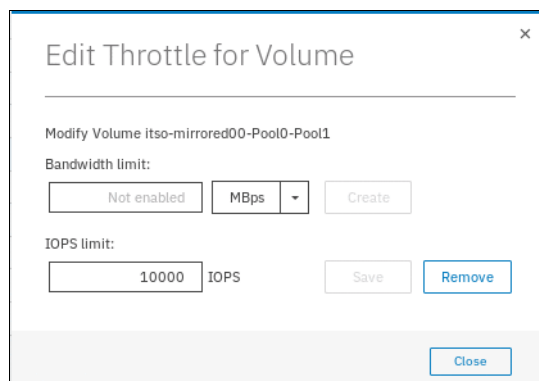 Edit Throttle for Volume
Modify Volume itso-mirrored00-Pool0-Pool1
Bandwidth limit:
Not enabled MBps Create
IOPS limit:
10000 IOPS Save Remove
Close